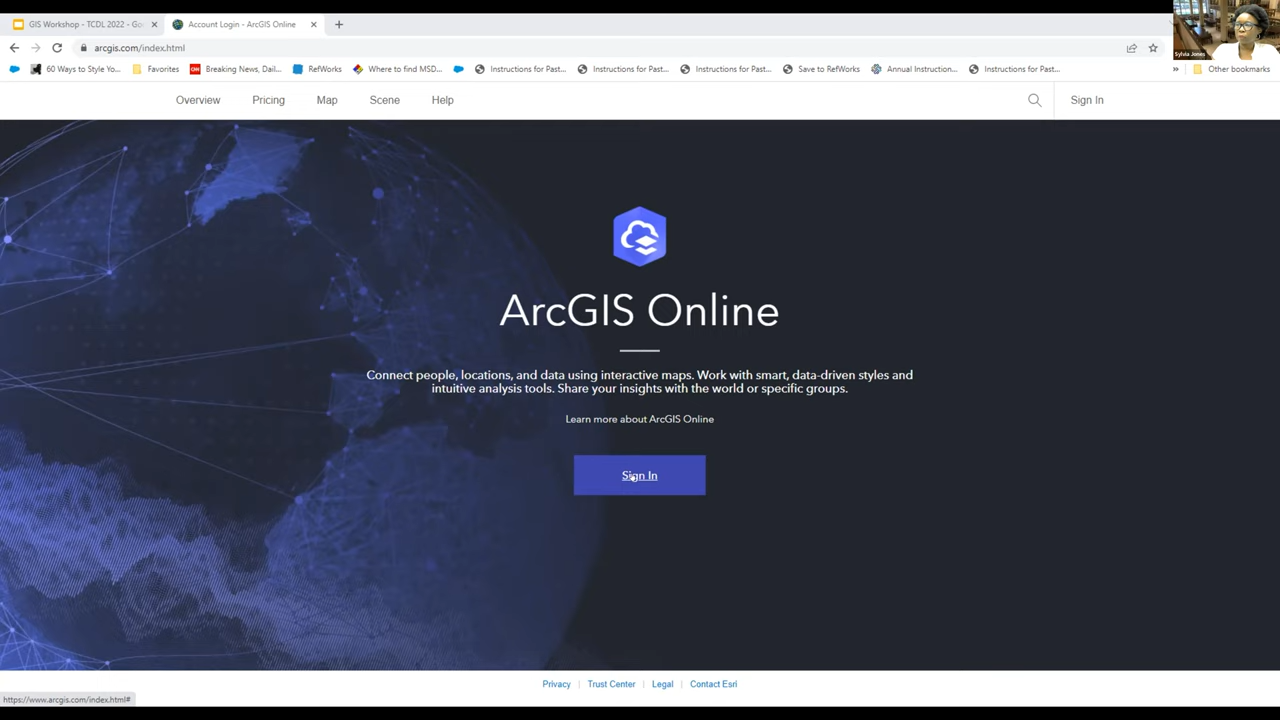 GIS Workshop - TCDL 2022 - Go
Account Login - ArcGIS Online
arcgis.com/index.html
60 Ways to Style Yo...
Favorites
Breaking News, Dail...
RefWorks
Where to find MSD...
Instructions for Past...
Instructions for Past...
Instructions for Past...
Save to RefWorks
Annual Instruction...
Instructions for Past...
Other bookmarks
Sylvia Jones
Overview
Pricing
Map
Scene
Help
Sign In
ArcGIS Online
Connect people, locations, and data using interactive maps. Work with smart, data-driven styles and
intuitive analysis tools. Share your insights with the world or specific groups.
Learn more about ArcGIS Online
Sign In
Privacy
Trust Center
Legal
Contact Esri
https://www.arcgis.com/index.html#